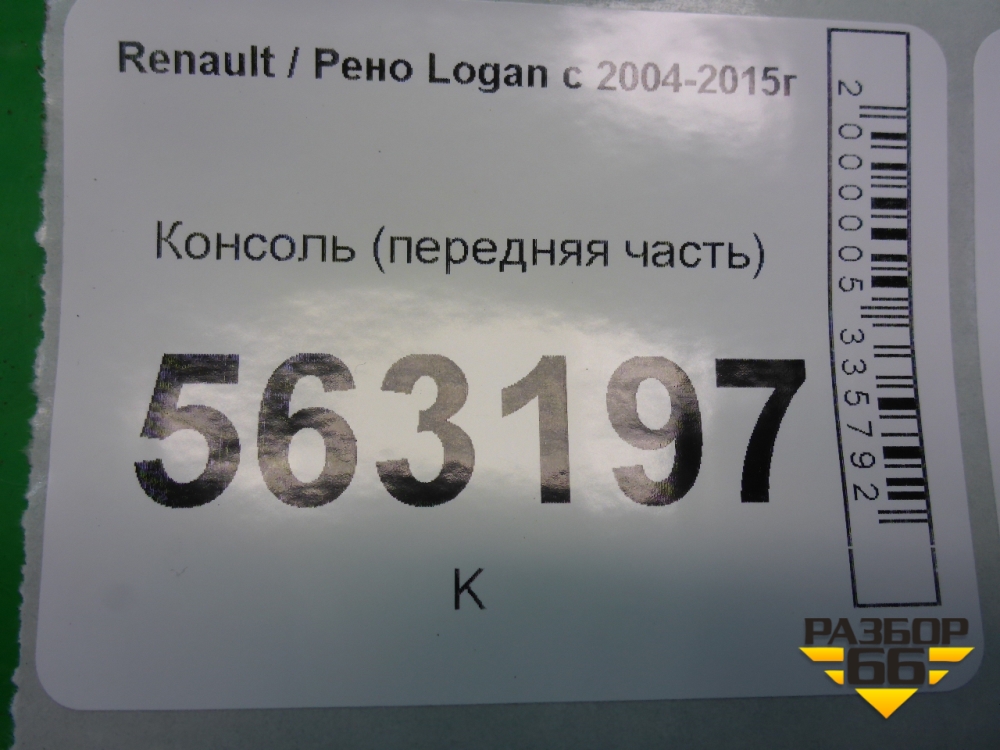 Renault / Рено Logan с 2004-2015г
Консоль (передняя часть)
563197
К
2000005335792
РАЗБОР
66